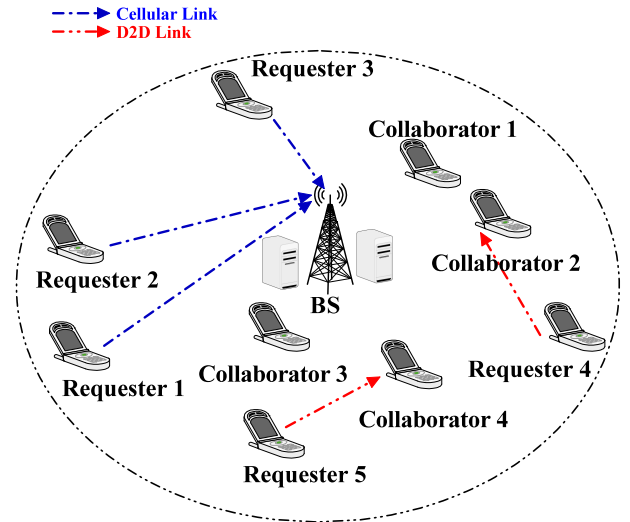 Cellular Link
D2D Link
Requester 3
Collaborator 1
Requester 2
Collaborator 2
BS
Requester 1
Collaborator 3
Requester 4
Collaborator 4
Requester 5